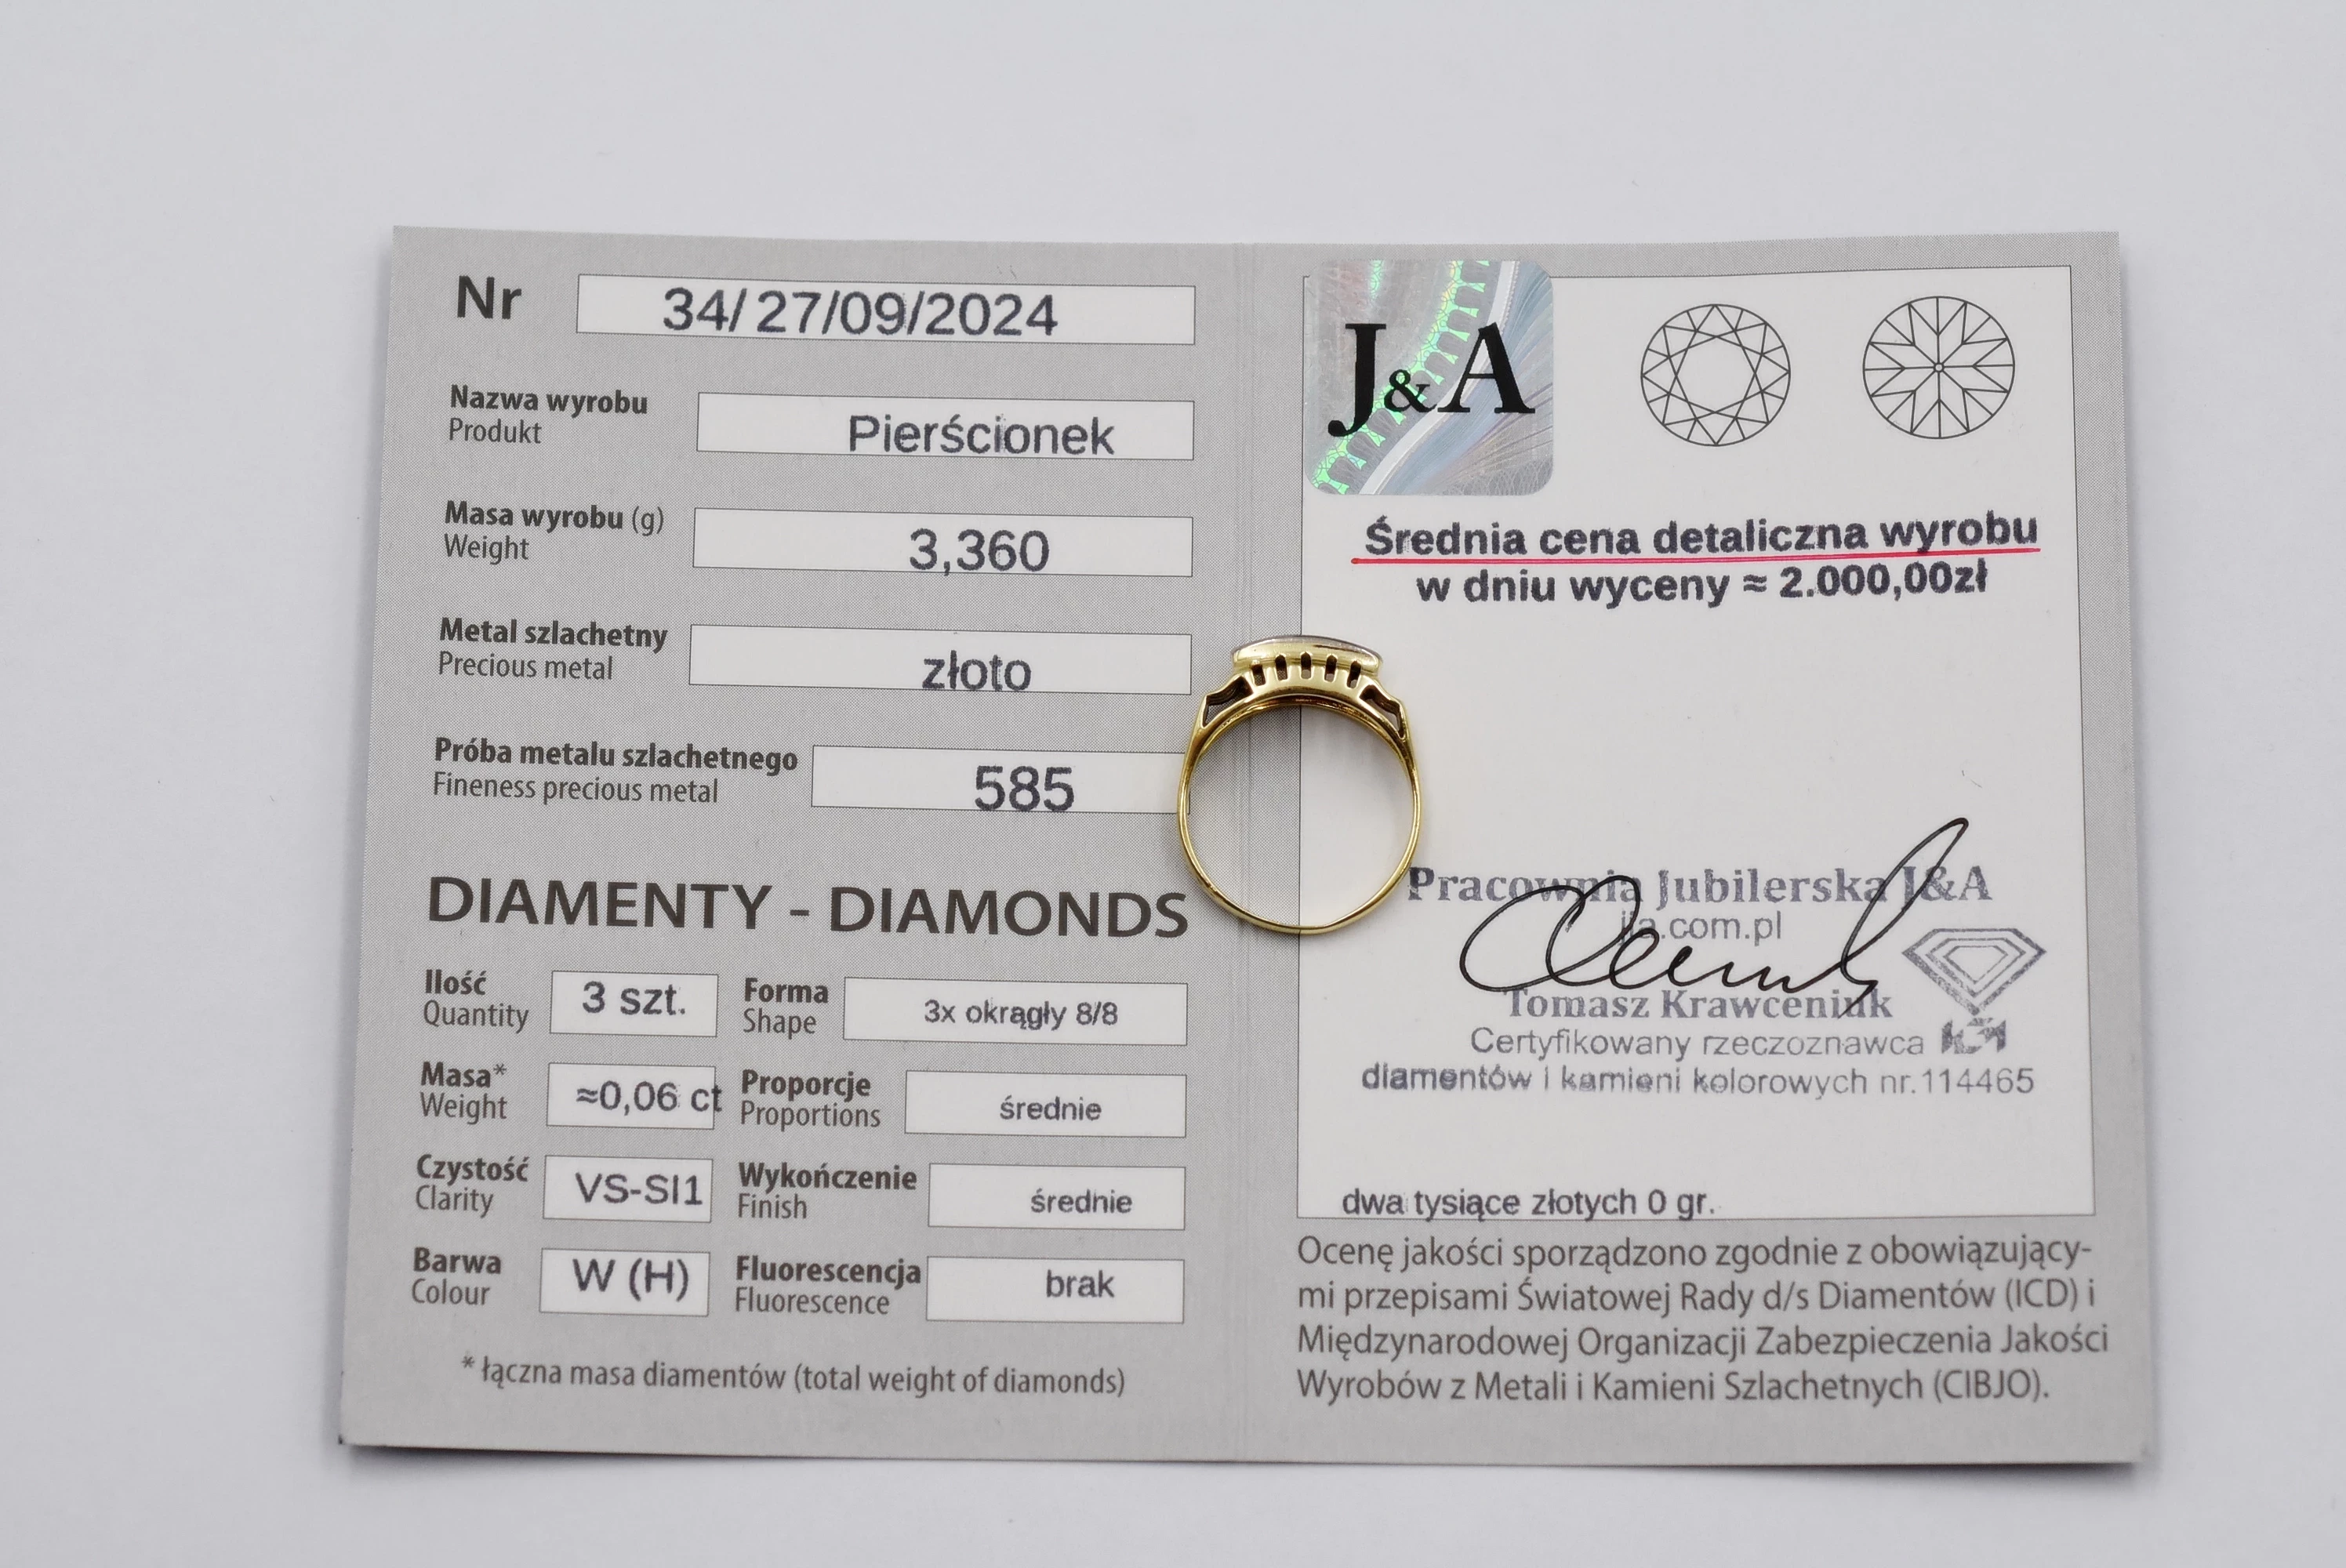 Nr 34/ 27/09/2024
Nazwa wyrobu
Produkt
Pierścionek
Masa wyrobu (g)
Weight
3,360
Metal szlachetny
Precious metal
złoto
Próba metalu szlachetnego
Fineness precious metal
585
DIAMENTY - DIAMONDS
Ilość
Quantity
3 szt.
Forma
Shape
3x okrągły 8/8
Masa*
Weight
≈0,06 ct
Proporcje
Proportions
średnie
Czystość
Clarity
VS-SI1
Wykończenie
Finish
średnie
Barwa
Colour
W (H)
Fluorescencja
Fluorescence
brak
* łączna masa diamentów (total weight of diamonds)
J&A
Średnia cena detaliczna wyrobu
w dniu wyceny ≈ 2.000,00zł
Pracownia Jubilerska J&A
Tomasz Krawceniuk
Certyfikowany rzeczoznawca
diamentów i kamieni kolorowych nr.114465
dwa tysiące złotych 0 gr.
Ocenę jakości sporządzono zgodnie z obowiązujący-
mi przepisami Światowej Rady d/s Diamentów (ICD) i
Międzynarodowej Organizacji Zabezpieczenia Jakości
Wyrobów z Metali i Kamieni Szlachetnych (CIBJO).